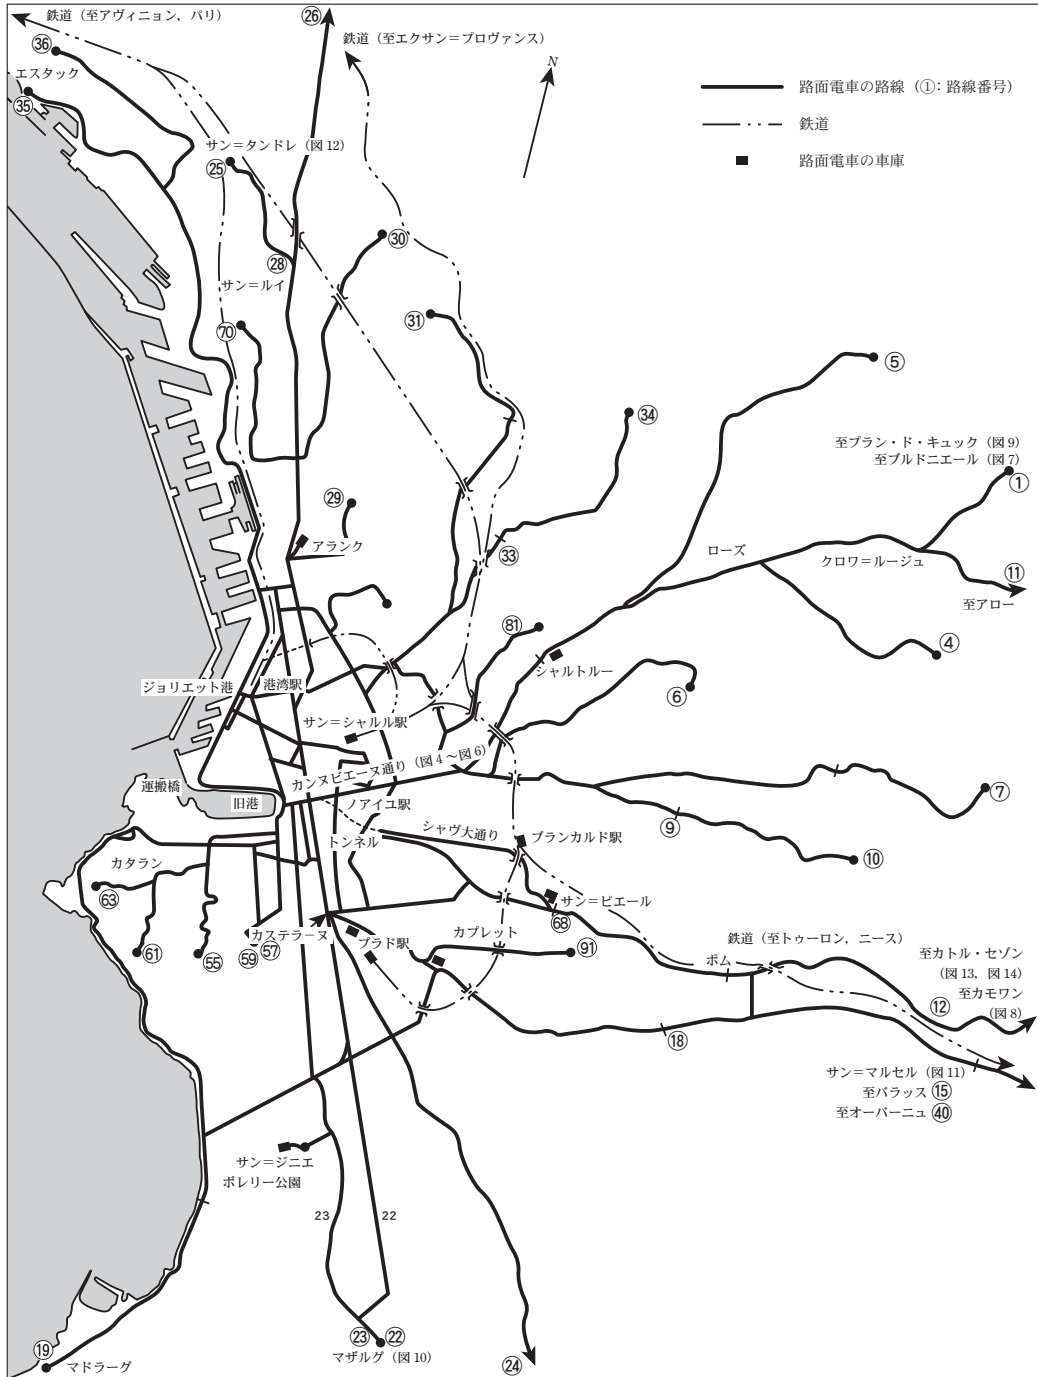 鉄道（至アヴィニョン，パリ）
㉖
㊱
鉄道（至エクサン＝プロヴァンス）
エスタック
㉟
N
路面電車の路線（①：路線番号）
鉄道
路面電車の車庫
サン＝タンドレ（図12）
㉕
㉚
㉘
サン＝ルイ
70
㉛
⑤
㉞
至プラン・ド・キュック（図9）
至ブルドニエール（図7）
①
㉙
アランク
㉝
ローズ
クロワ＝ルージュ
⑪
至アロー
81
④
シャルトルー
⑥
ジョリエット港
港湾駅
サン＝シャルル駅
カンヌビエーヌ通り（図4〜図6）
運搬橋
旧港
ノアイユ駅
⑦
⑨
シャヴ大通り
ブランカルド駅
トンネル
⑩
カタラン
63
サン＝ピエール
68
カステラーヌ
プラド駅
カプレット
91
61
55
59
57
鉄道（至トゥーロン，ニース）
ポム
至カトル・セゾン
（図13，図14）
⑫
至カモワン
（図8）
⑱
サン＝マルセル（図11）
至バラッス⑮
至オーバーニュ㊵
サン＝ジニエ
ボレリー公園
23
22
㉓
㉒
マザルグ（図10）
㉔
⑲
マドラーグ